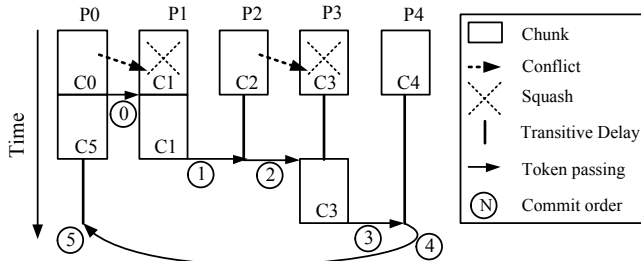 P0 P1 P2 P3 P4
Time
C0 C1 C2 C3 C4
0
C5 C1
1 2
C3
3 4
5
Chunk
Conflict
Squash
Transitive Delay
Token passing
N Commit order